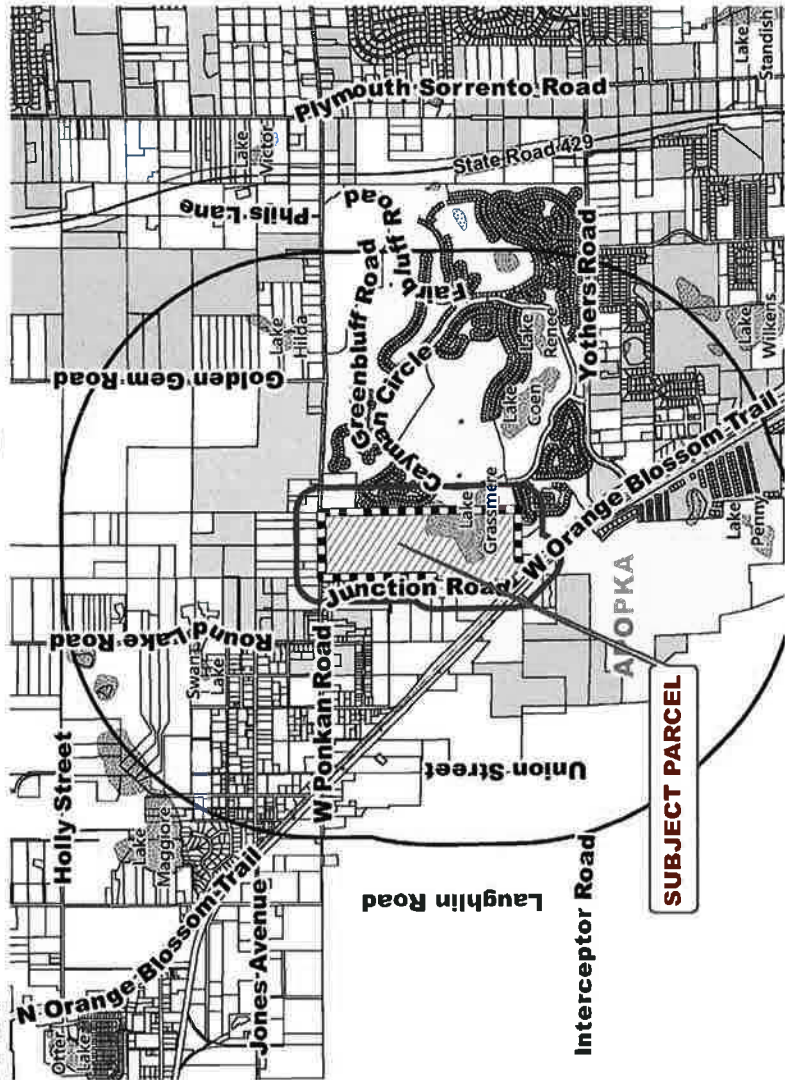 Plymouth Sorrento Road
Lake
Standish
Lake
Victor
State Road 429
Phils Lane
Fairbluff Road
Greenbluff Road
Yothers Road
Lake
Hilda
Golden Gem Road
Cayman Circle
Lake
Renee
Lake
Coen
Lake
Wilkens
Lake
Grassmere
W Orange Blossom Trail
Lake
Penny
Junction Road
W Orange Blossom Trail
APOPKA
Round Lake Road
Swans
Lake
W Ponkan Road
Union Street
SUBJECT PARCEL
Holly Street
Lake
Maggiore
Laughlin Road
Interceptor Road
N Orange Blossom Trail
Jones Avenue
Otter
Lake